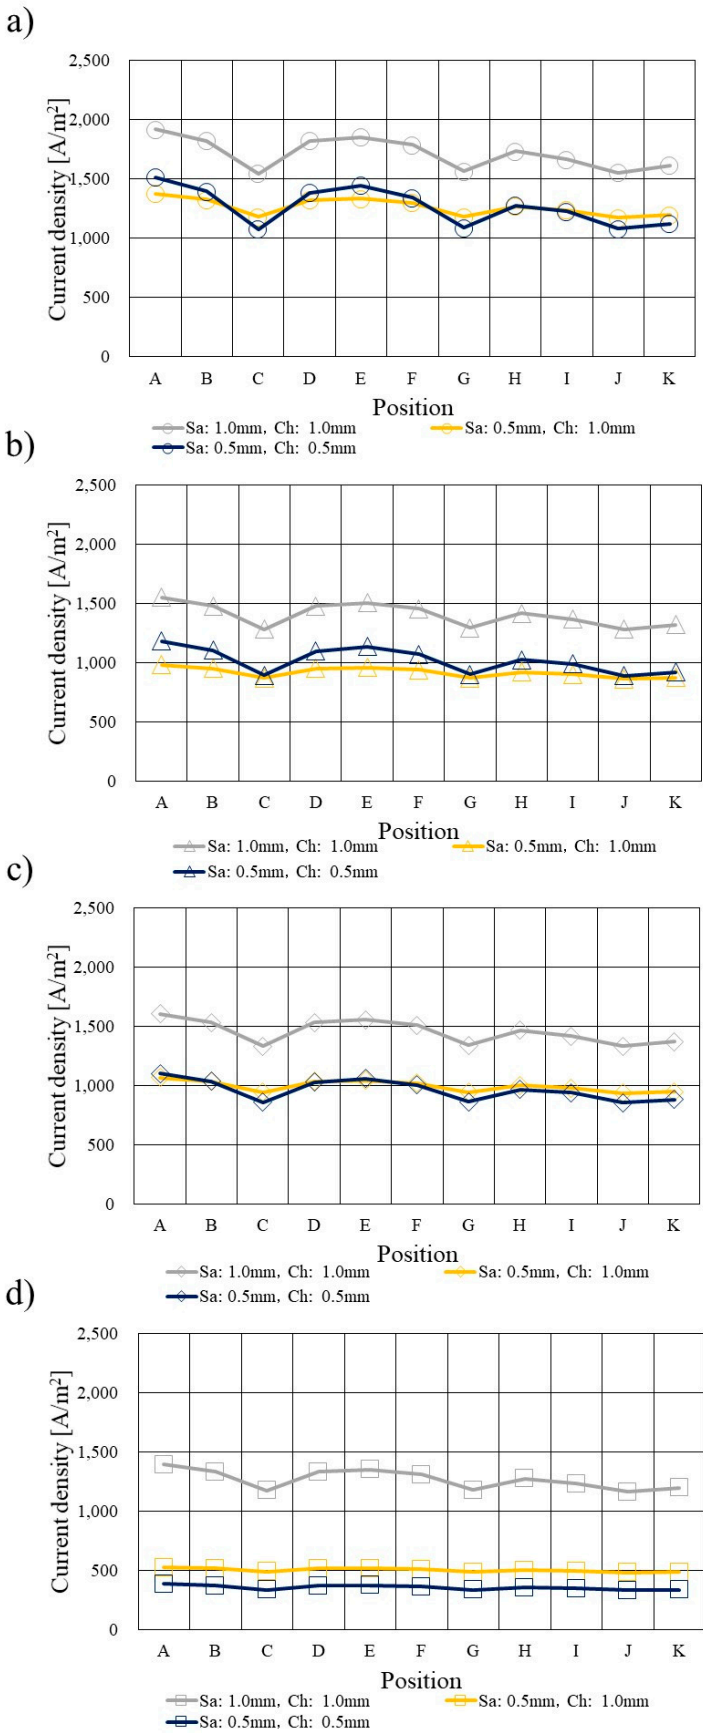 a)
2,500
2,000
1,500
1,000
500
0
Current density [A/m²]
A B C D E F G H I J K
Position
Sa: 1.0mm, Ch: 1.0mm Sa: 0.5mm, Ch: 1.0mm
Sa: 0.5mm, Ch: 0.5mm
b)
2,500
2,000
1,500
1,000
500
0
Current density [A/m²]
A B C D E F G H I J K
Position
Sa: 1.0mm, Ch: 1.0mm Sa: 0.5mm, Ch: 1.0mm
Sa: 0.5mm, Ch: 0.5mm
c)
2,500
2,000
1,500
1,000
500
0
Current density [A/m²]
A B C D E F G H I J K
Position
Sa: 1.0mm, Ch: 1.0mm Sa: 0.5mm, Ch: 1.0mm
Sa: 0.5mm, Ch: 0.5mm
d)
2,500
2,000
1,500
1,000
500
0
Current density [A/m²]
A B C D E F G H I J K
Position
Sa: 1.0mm, Ch: 1.0mm Sa: 0.5mm, Ch: 1.0mm
Sa: 0.5mm, Ch: 0.5mm